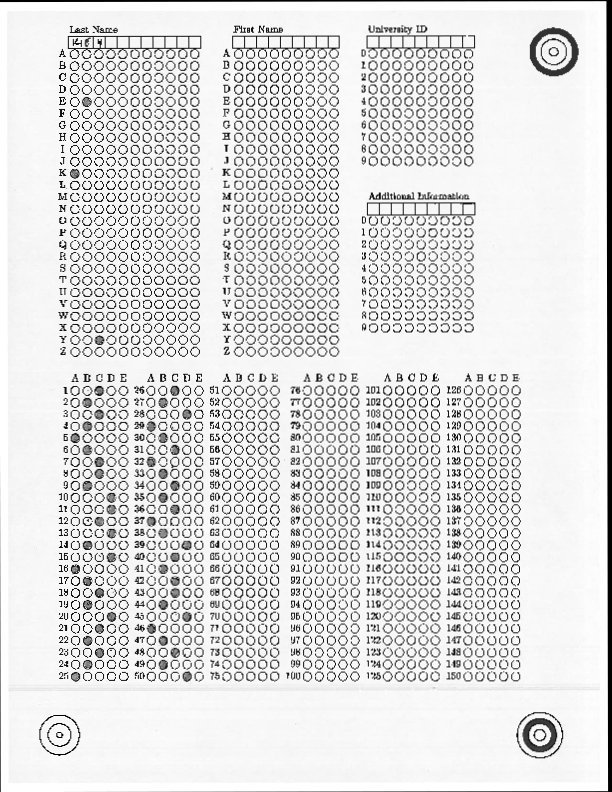 Last Name
First Name
University ID
K E Y
A
B
C
D
E
F
G
H
I
J
K
L
M
N
O
P
Q
R
S
T
U
V
W
X
Y
Z
A
B
C
D
E
F
G
H
I
J
K
L
M
N
O
P
Q
R
S
T
U
V
W
X
Y
Z
0
1
2
3
4
5
6
7
8
9
Additional Information
0
1
2
3
4
5
6
7
8
9
A B C D E A B C D E A B C D E A B C D E A B C D E A B C D E
1 26 51 76 101 126
2 27 52 77 102 127
3 28 53 78 103 128
4 29 54 79 104 129
5 30 55 80 105 130
6 31 56 81 106 131
7 32 57 82 107 132
8 33 58 83 108 133
9 34 59 84 109 134
10 35 60 85 110 135
11 36 61 86 111 136
12 37 62 87 112 137
13 38 63 88 113 138
14 39 64 89 114 139
15 40 65 90 115 140
16 41 66 91 116 141
17 42 67 92 117 142
18 43 68 93 118 143
19 44 69 94 119 144
20 45 70 95 120 145
21 46 71 96 121 146
22 47 72 97 122 147
23 48 73 98 123 148
24 49 74 99 124 149
25 50 75 100 125 150